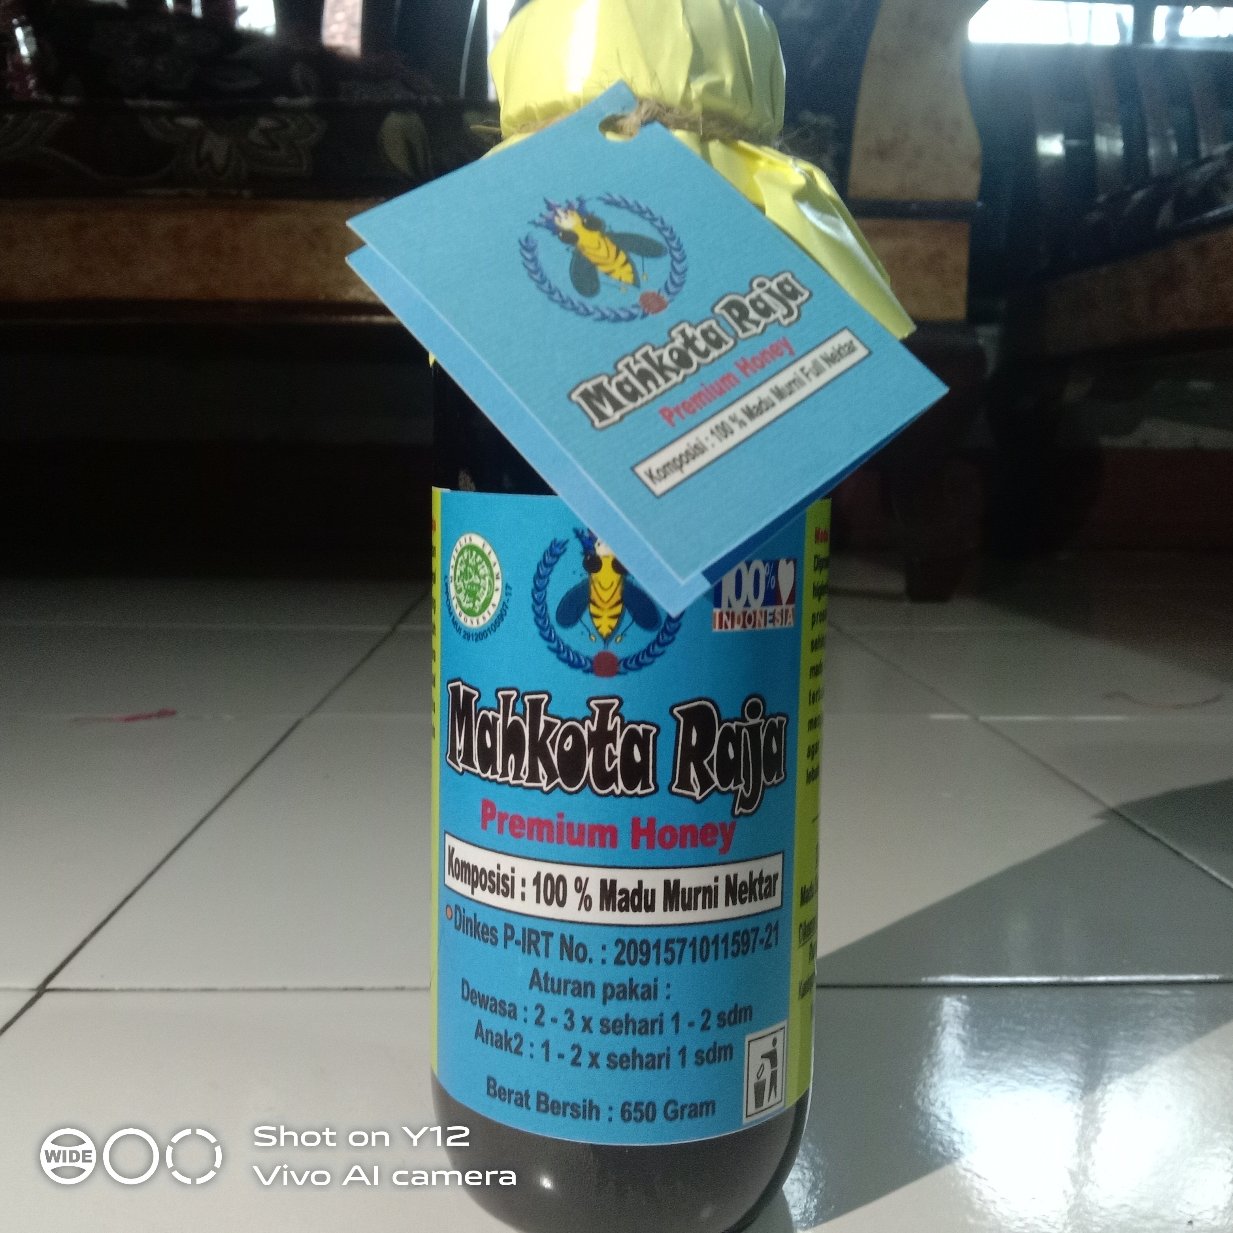 Mahkota Raja
Premium Honey
Komposisi : 100 % Madu Murni Full Nektar
100%
INDONESIA
Mahkota Raja
Premium Honey
Komposisi : 100 % Madu Murni Nektar
Dinkes P-IRT No. : 2091571011597-21
Aturan pakai :
Dewasa : 2 - 3 x sehari 1 - 2 sdm
Anak2 : 1 - 2 x sehari 1 sdm
Berat Bersih : 650 Gram
WIDE
Shot on Y12
Vivo AI camera